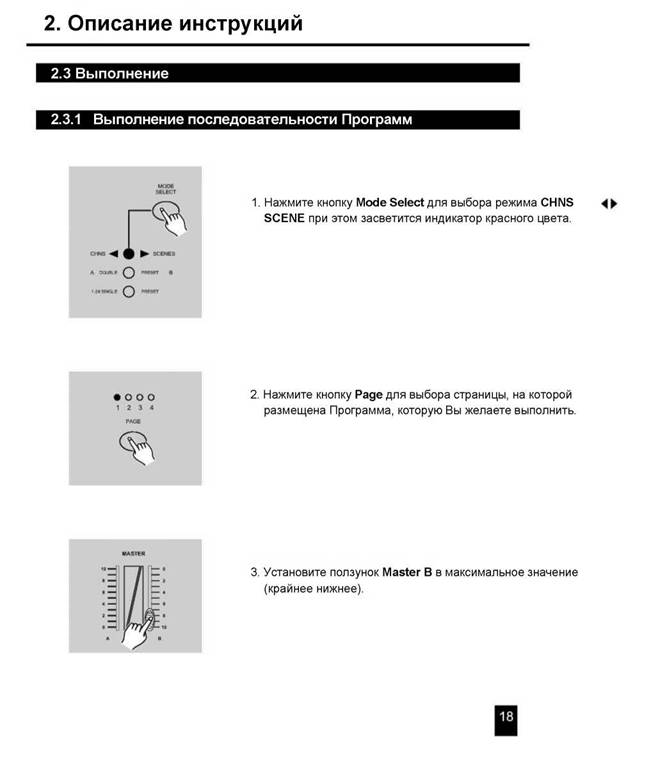 2. Описание инструкций
2.3 Выполнение
2.3.1 Выполнение последовательности Программ
MODE
SELECT
CHNS ◄ ● ► SCENES
A DOUBLE ○ PRESET B
1-24 SINGLE ○ PRESET
1. Нажмите кнопку Mode Select для выбора режима CHNS ◄►
SCENE при этом засветится индикатор красного цвета.
1 2 3 4
PAGE
2. Нажмите кнопку Page для выбора страницы, на которой
размещена Программа, которую Вы желаете выполнить.
MASTER
10 0
8 2
6 4
4 6
2 8
0 10
A B
3. Установите ползунок Master B в максимальное значение
(крайнее нижнее).
18